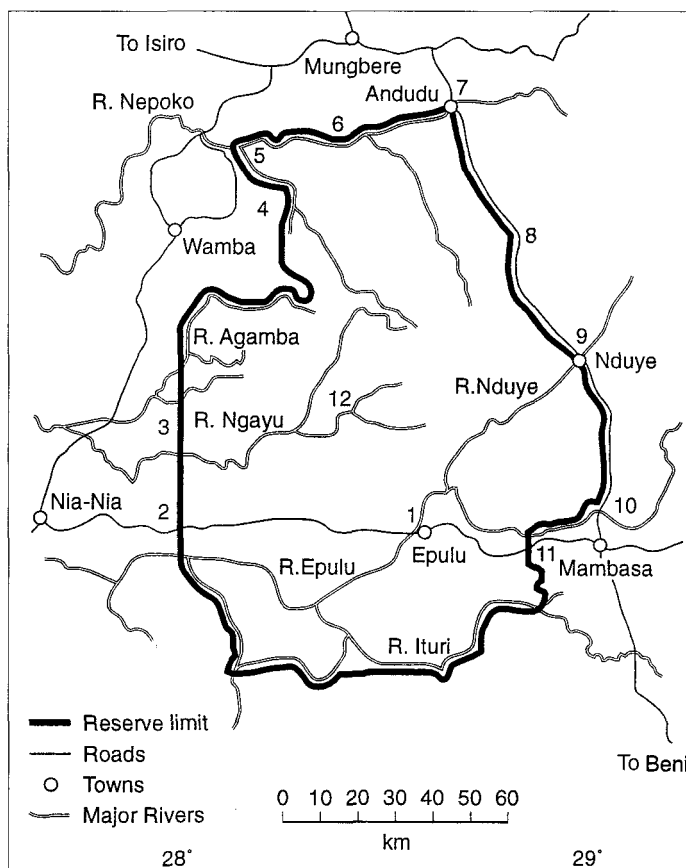 To Isiro
Mungbere
7
Andudu
R. Nepoko
6
5
4
8
Wamba
9
R. Agamba
Nduye
R.Nduye
12
3
R. Ngayu
Nia-Nia
2
1
10
Epulu
11
R.Epulu
Mambasa
R. Ituri
Reserve limit
Roads
To Beni
Towns
0 10 20 30 40 50 60
Major Rivers
km
28°
29°